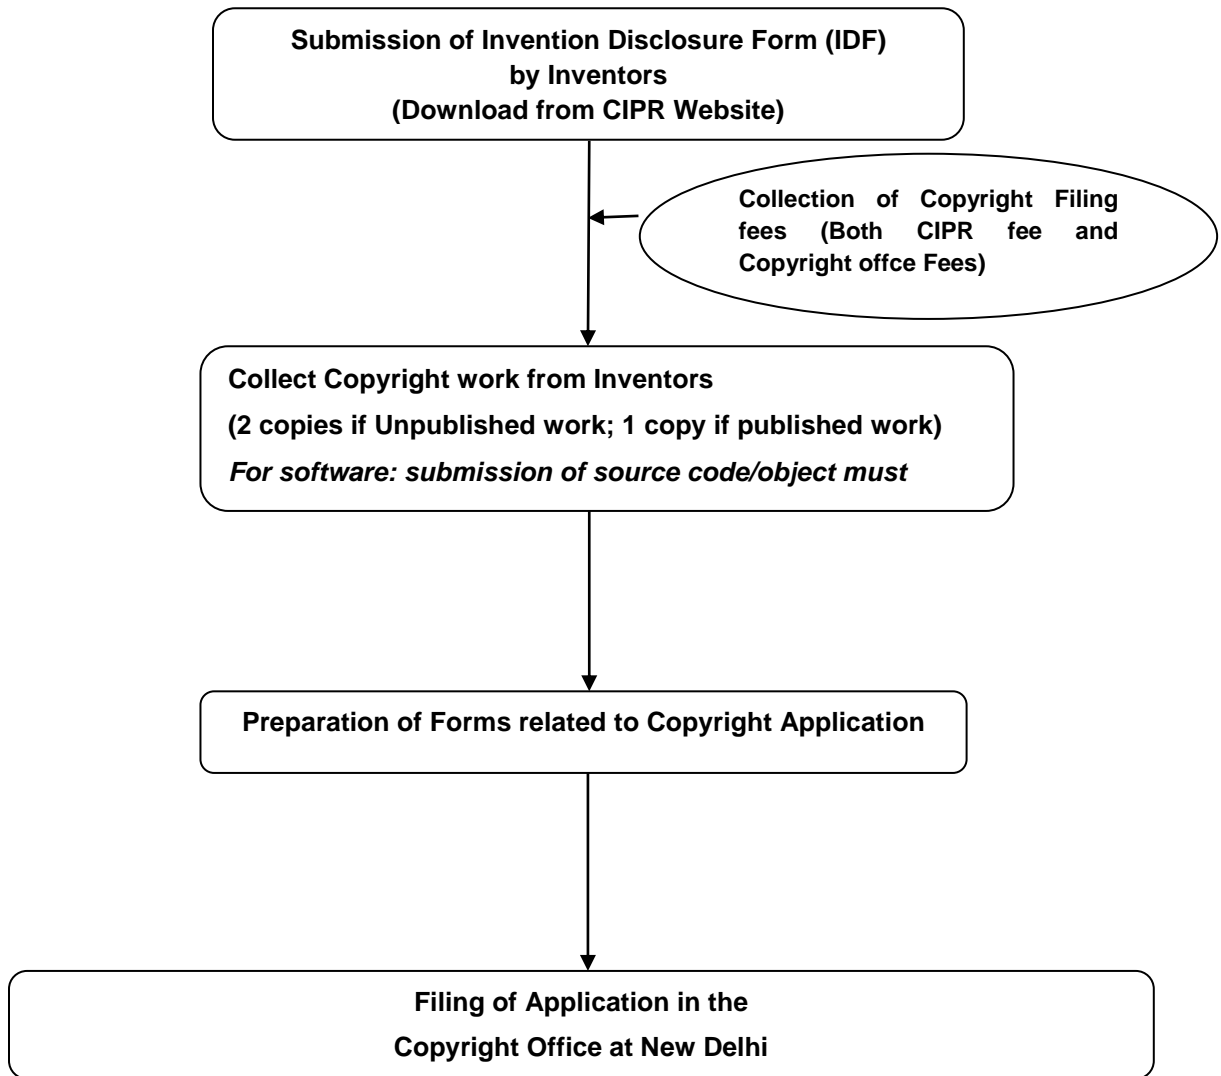 Submission of Invention Disclosure Form (IDF)
by Inventors
(Download from CIPR Website)
Collection of Copyright Filing
fees (Both CIPR fee and
Copyright offce Fees)
Collect Copyright work from Inventors
(2 copies if Unpublished work; 1 copy if published work)
For software: submission of source code/object must
Preparation of Forms related to Copyright Application
Filing of Application in the
Copyright Office at New Delhi